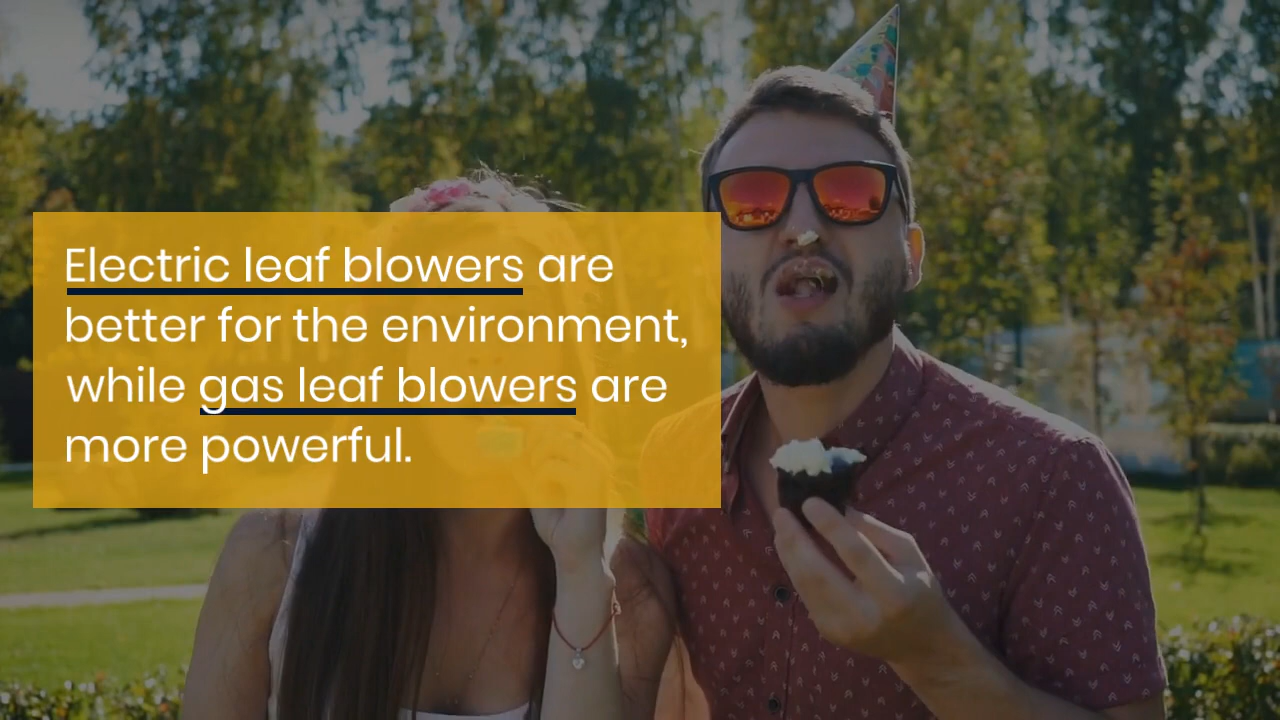 Electric leaf blowers are
better for the environment,
while gas leaf blowers are
more powerful.